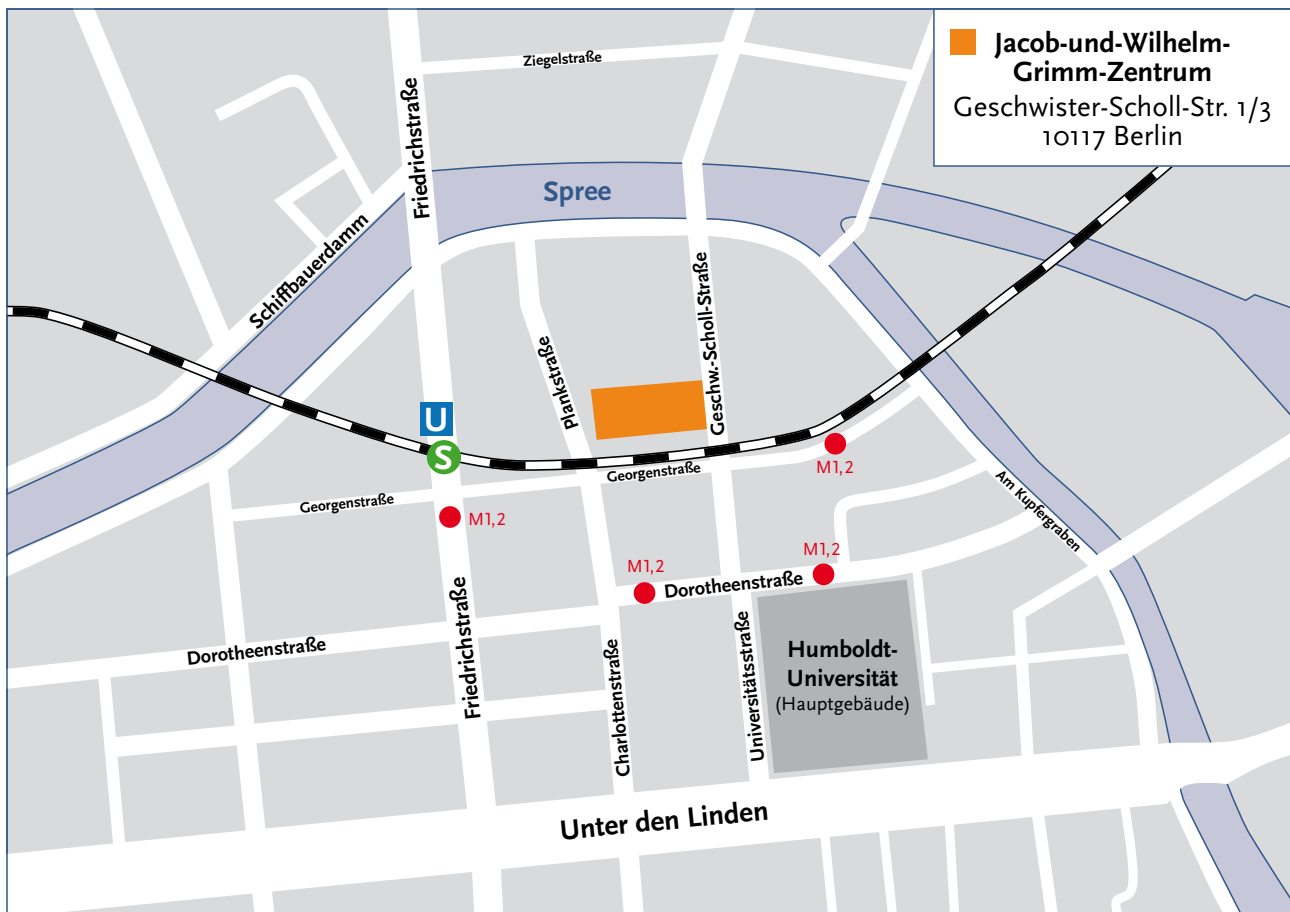 Jacob-und-Wilhelm-
Grimm-Zentrum
Geschwister-Scholl-Str. 1/3
10117 Berlin
Ziegelstraße
Friedrichstraße
Spree
Schiffbauerdamm
Geschw.-Scholl-Straße
Plankstraße
U
S
Georgenstraße
M1,2
Georgenstraße
M1,2
Am Kupfergraben
M1,2
M1,2
Dorotheenstraße
Dorotheenstraße
Friedrichstraße
Charlottenstraße
Universitätsstraße
Humboldt-
Universität
(Hauptgebäude)
Unter den Linden